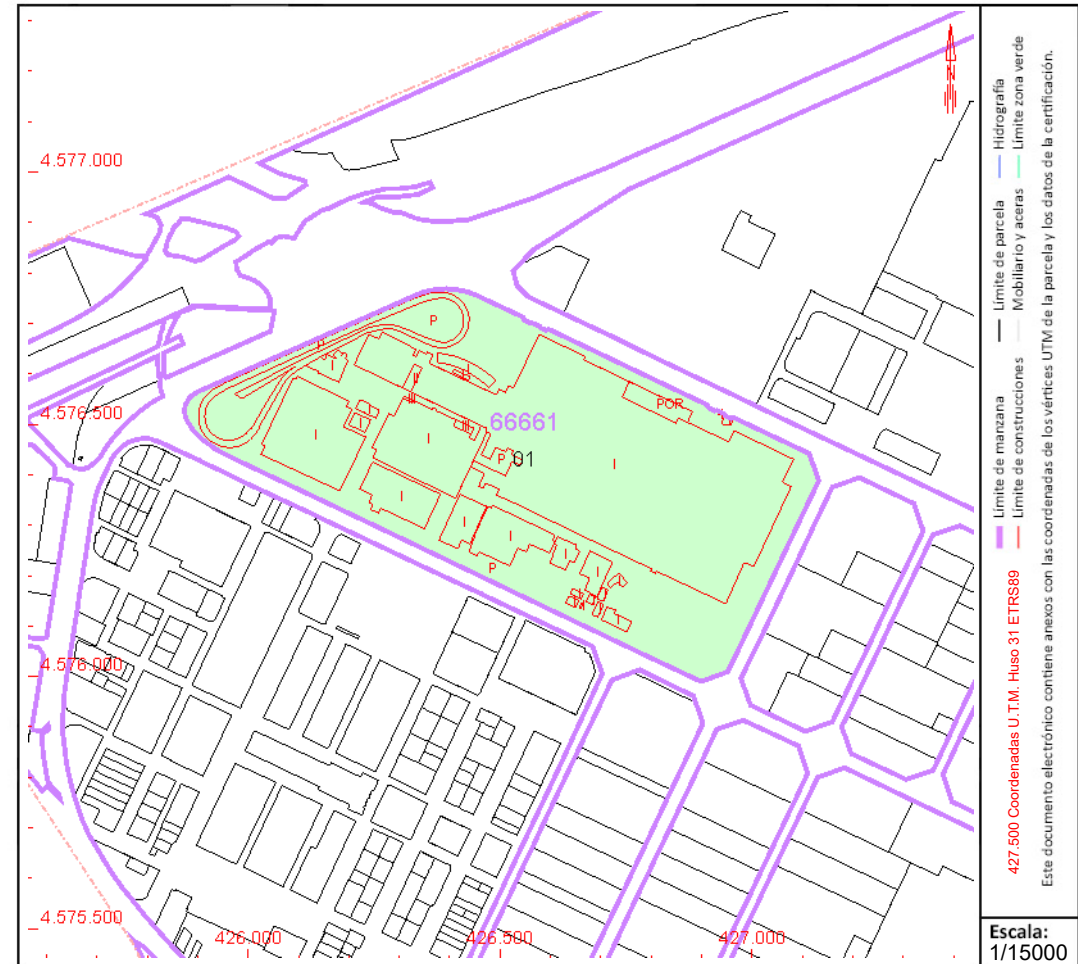 4.577.000
4.576.500
4.576.000
4.575.500
426.000
426.500
427.000
N
P
P
I
I
I
66661
POR
I
I
P
01
I
I
I
I
I
P
I
Límite de manzana
Límite de parcela
Hidrografía
Límite de construcciones
Mobiliario y aceras
Límite zona verde
427.500 Coordenadas U.T.M. Huso 31 ETRS89
Este documento electrónico contiene anexos con las coordenadas de los vértices UTM de la parcela y los datos de la certificación.
Escala:
1/15000